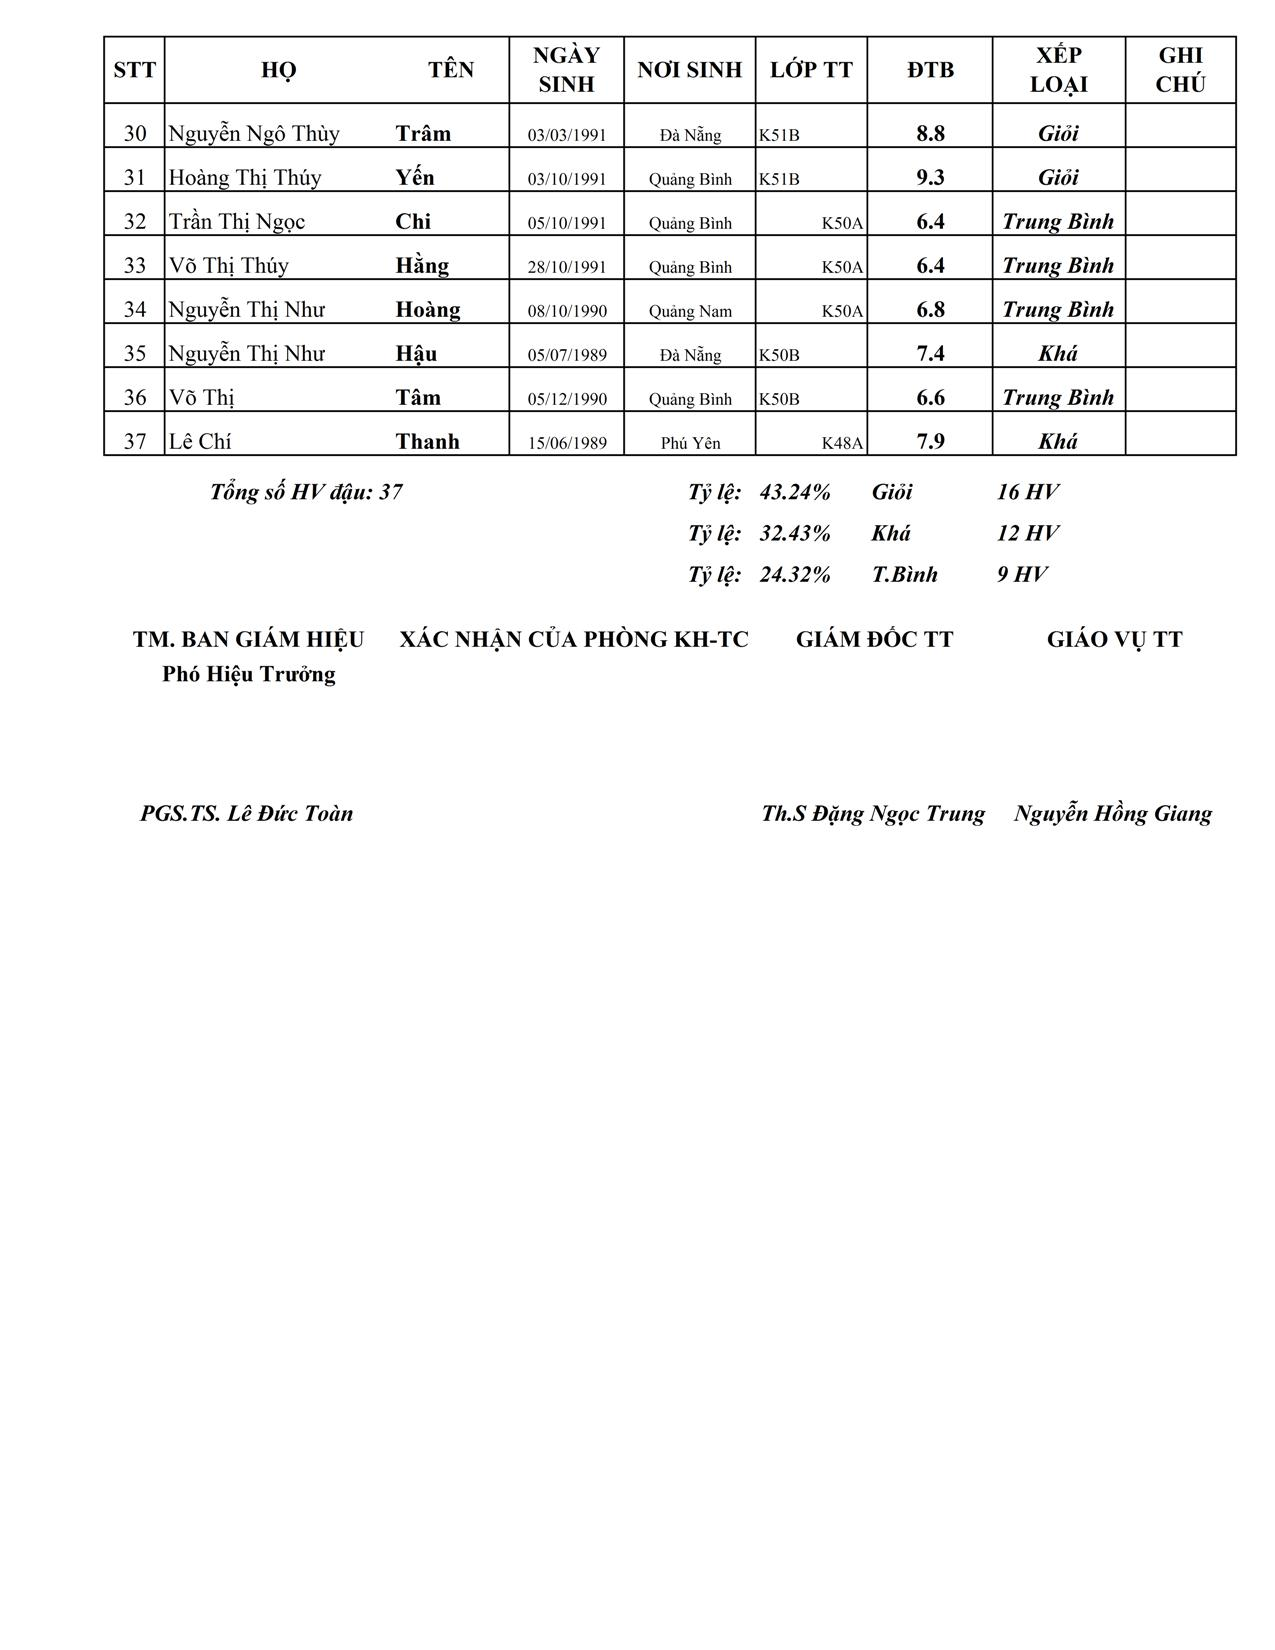 STT HỌ TÊN NGÀY SINH NƠI SINH LỚP TT ĐTB XẾP LOẠI GHI CHÚ
30 Nguyễn Ngô Thùy Trâm 03/03/1991 Đà Nẵng K51B 8.8 Giỏi
31 Hoàng Thị Thúy Yến 03/10/1991 Quảng Bình K51B 9.3 Giỏi
32 Trần Thị Ngọc Chi 05/10/1991 Quảng Bình K50A 6.4 Trung Bình
33 Võ Thị Thúy Hằng 28/10/1991 Quảng Bình K50A 6.4 Trung Bình
34 Nguyễn Thị Như Hoàng 08/10/1990 Quảng Nam K50A 6.8 Trung Bình
35 Nguyễn Thị Như Hậu 05/07/1989 Đà Nẵng K50B 7.4 Khá
36 Võ Thị Tâm 05/12/1990 Quảng Bình K50B 6.6 Trung Bình
37 Lê Chí Thanh 15/06/1989 Phú Yên K48A 7.9 Khá
Tổng số HV đậu: 37 Tỷ lệ: 43.24% Giỏi 16 HV
Tỷ lệ: 32.43% Khá 12 HV
Tỷ lệ: 24.32% T.Bình 9 HV
TM. BAN GIÁM HIỆU XÁC NHẬN CỦA PHÒNG KH-TC GIÁM ĐỐC TT GIÁO VỤ TT
Phó Hiệu Trưởng
PGS.TS. Lê Đức Toàn Th.S Đặng Ngọc Trung Nguyễn Hồng Giang